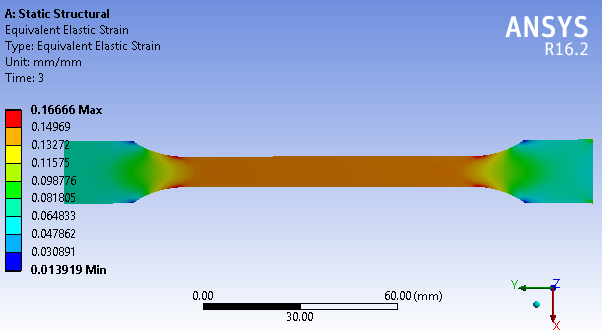 A: Static Structural
Equivalent Elastic Strain
Type: Equivalent Elastic Strain
Unit: mm/mm
Time: 3
ANSYS
R16.2
0.16666 Max
0.14969
0.13272
0.11575
0.098776
0.081805
0.064833
0.047862
0.030891
0.013919 Min
0.00
60.00 (mm)
30.00
Y
Z
X